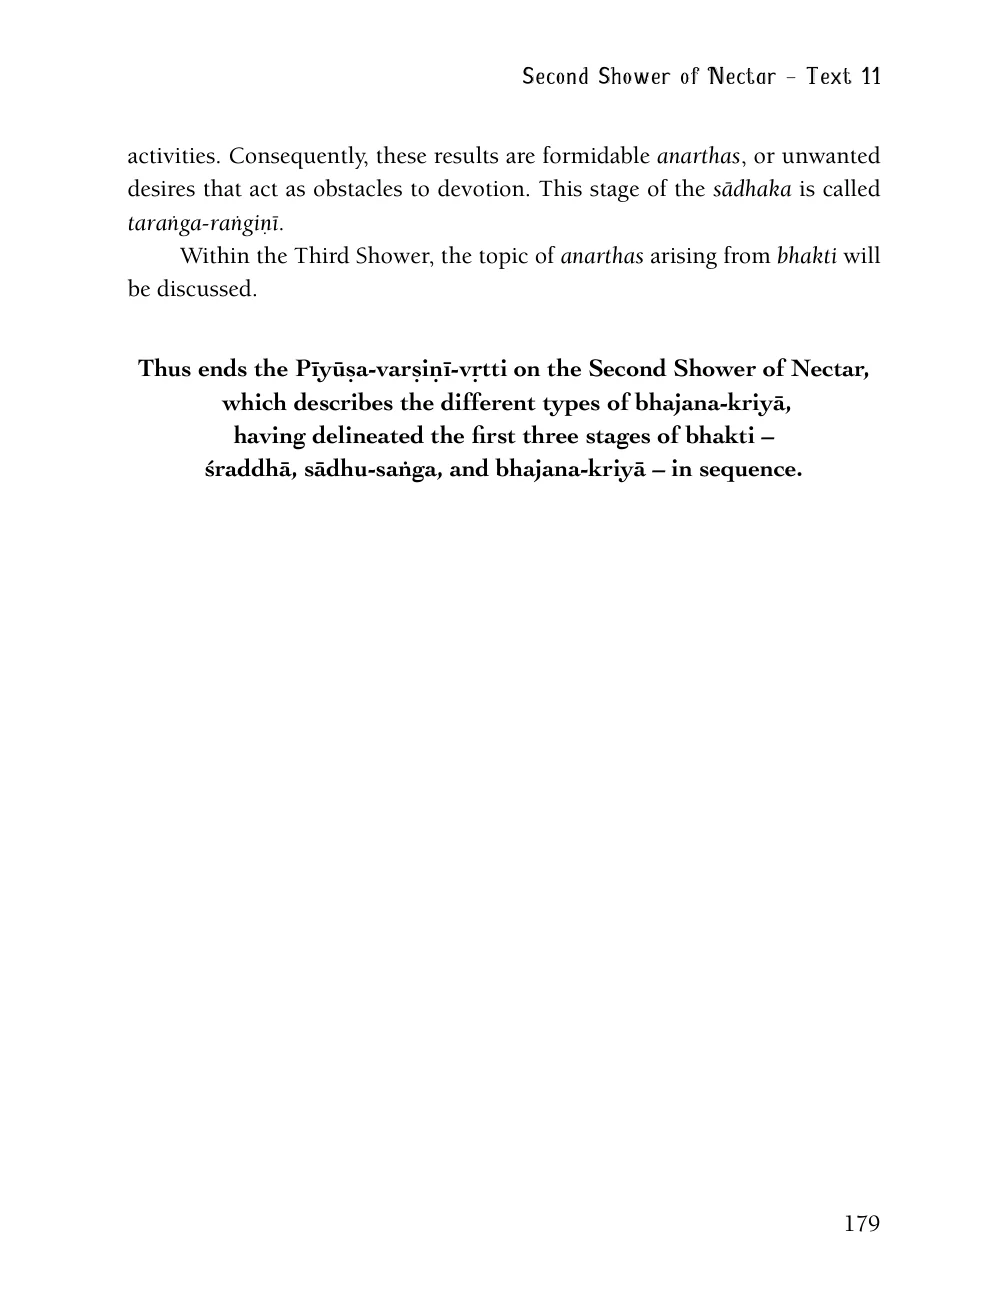 Second Shower of Nectar – Text 11
activities. Consequently, these results are formidable anarthas, or unwanted
desires that act as obstacles to devotion. This stage of the sādhaka is called
taraṅga-raṅgiṇī.
Within the Third Shower, the topic of anarthas arising from bhakti will
be discussed.
Thus ends the Pīyūṣa-varṣiṇī-vṛtti on the Second Shower of Nectar,
which describes the different types of bhajana-kriyā,
having delineated the first three stages of bhakti –
śraddhā, sādhu-saṅga, and bhajana-kriyā – in sequence.
179